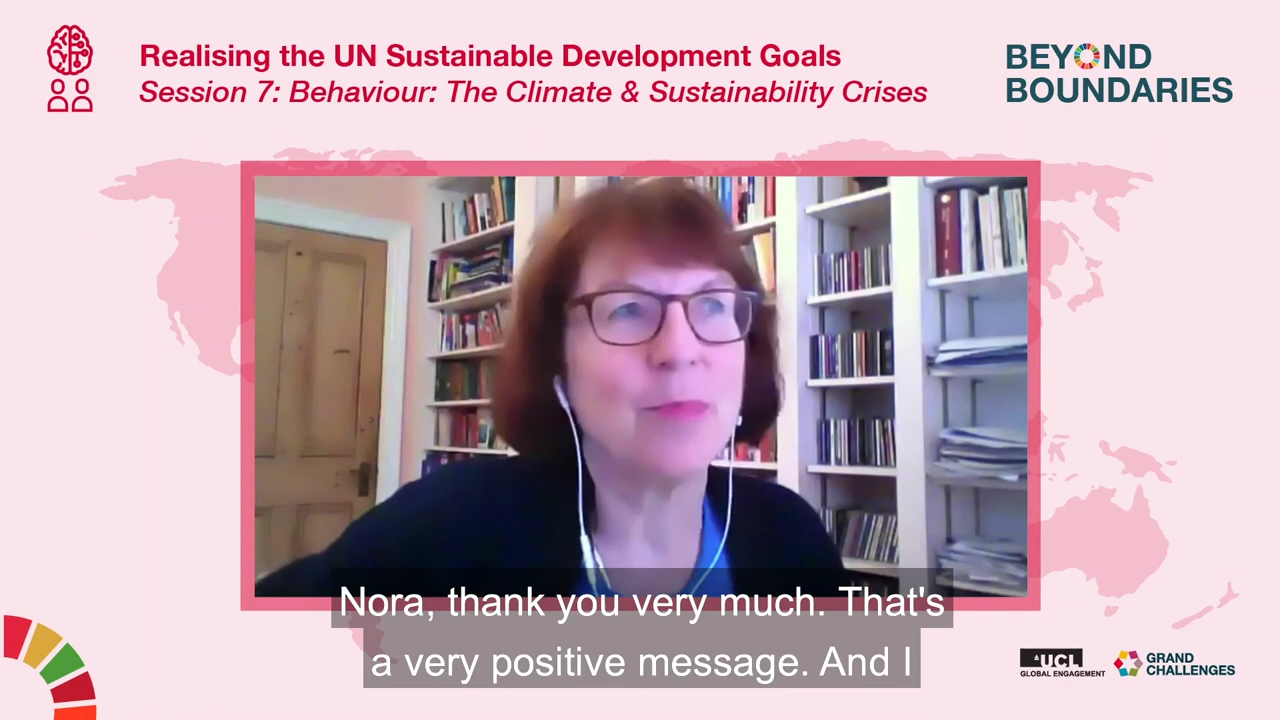 Realising the UN Sustainable Development Goals
Session 7: Behaviour: The Climate & Sustainability Crises
BEYOND
BOUNDARIES
Nora, thank you very much. That's
a very positive message. And I
UCL
GLOBAL ENGAGEMENT
GRAND
CHALLENGES